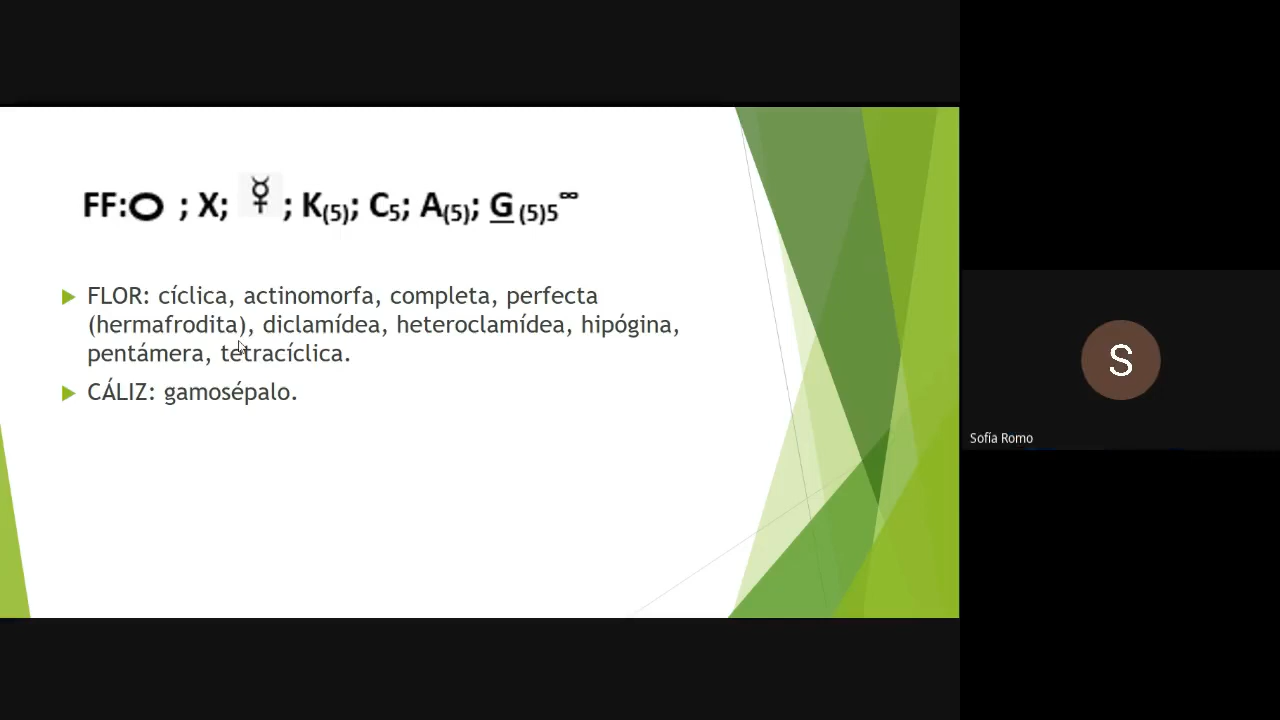 FF:O ; X; ☿ ; K(5); C5; A(5); G (5)5∞
FLOR: cíclica, actinomorfa, completa, perfecta
(hermafrodita), diclamídea, heteroclamídea, hipógina,
pentámera, tetracíclica.
CÁLIZ: gamosépalo.
S
Sofía Romo